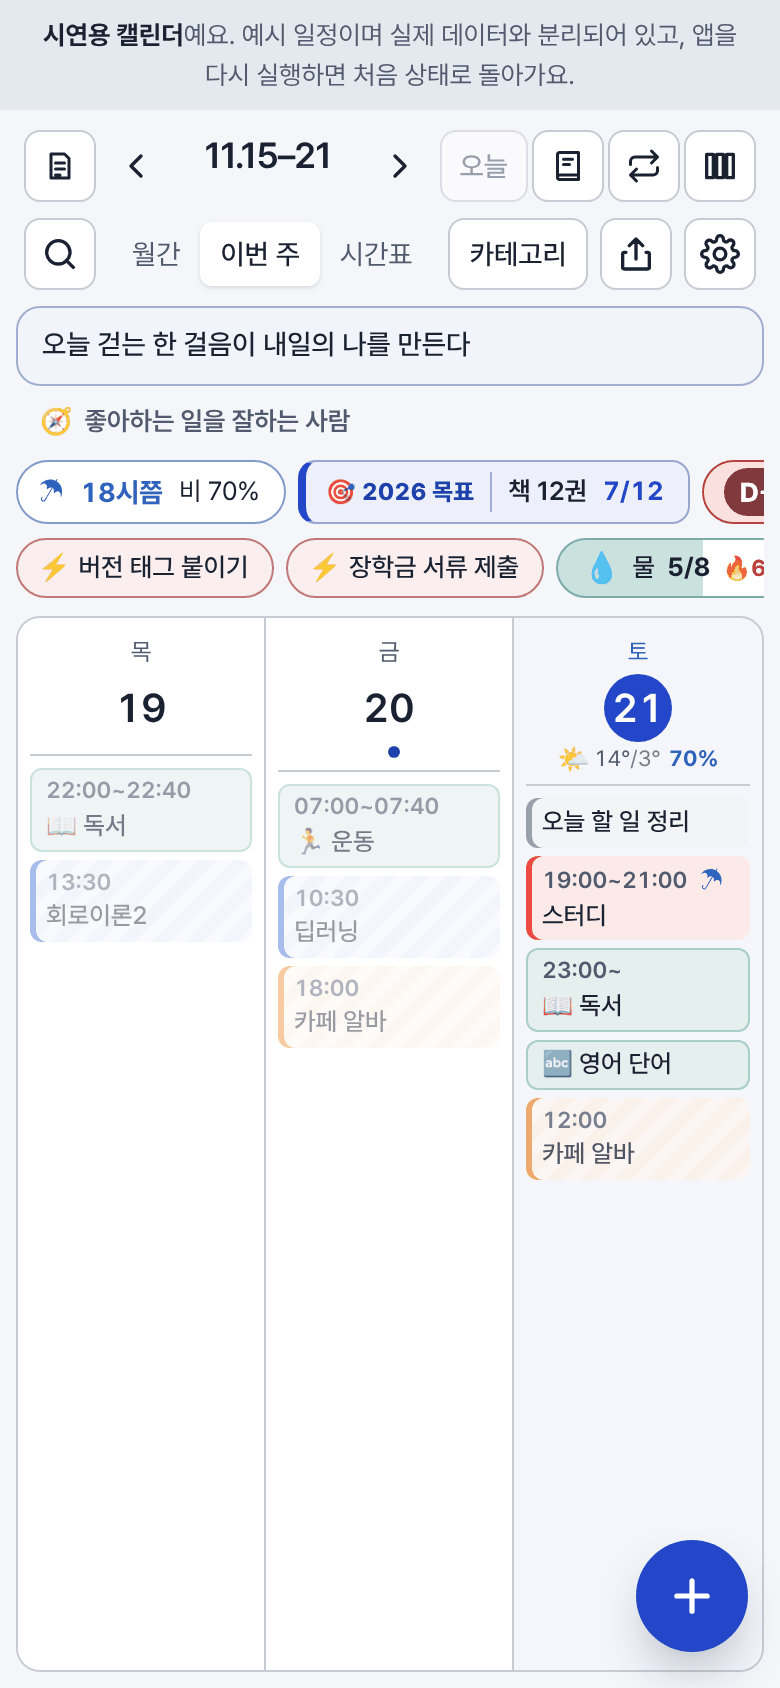 시연용 캘린더예요. 예시 일정이며 실제 데이터와 분리되어 있고, 앱을
다시 실행하면 처음 상태로 돌아가요.
11.15–21
오늘
월간
이번 주
시간표
카테고리
오늘 걷는 한 걸음이 내일의 나를 만든다
🧭 좋아하는 일을 잘하는 사람
18시쯤 비 70%
🎯 2026 목표 책 12권 7/12
D-
⚡ 버전 태그 붙이기
⚡ 장학금 서류 제출
💧 물 5/8 🔥6
목
19
22:00~22:40
📖 독서
13:30
회로이론2
금
20
07:00~07:40
🏃 운동
10:30
딥러닝
18:00
카페 알바
토
21
🌤️ 14°/3° 70%
오늘 할 일 정리
19:00~21:00
스터디
23:00~
📖 독서
🔤 영어 단어
12:00
카페 알바